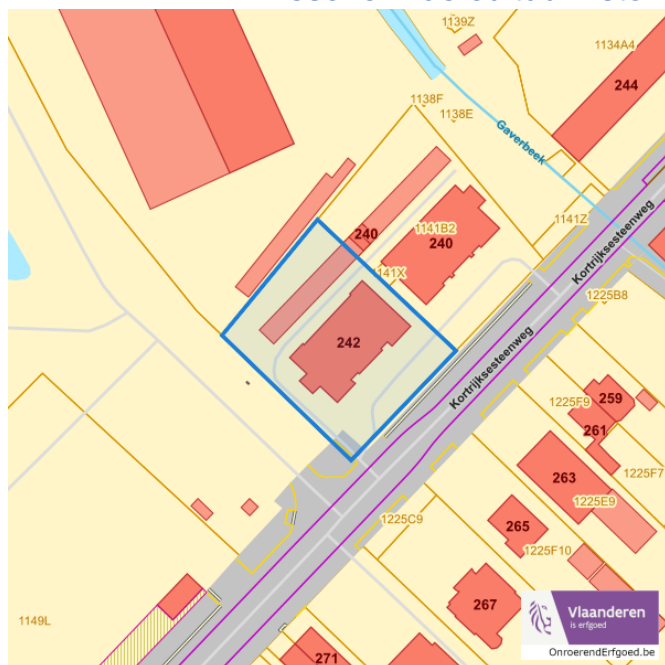 1139Z
1134A4
244
1138F
1138E
Gaverbeek
240
1141B2
240
1141Z
141X
Kortrijksesteenweg
1225B8
242
Kortrijksesteenweg
1225F9
259
261
263
1225F7
1225E9
1225C9
265
1225F10
267
1149L
271
Vlaanderen
is erfgoed
OnroerendErfgoed.be